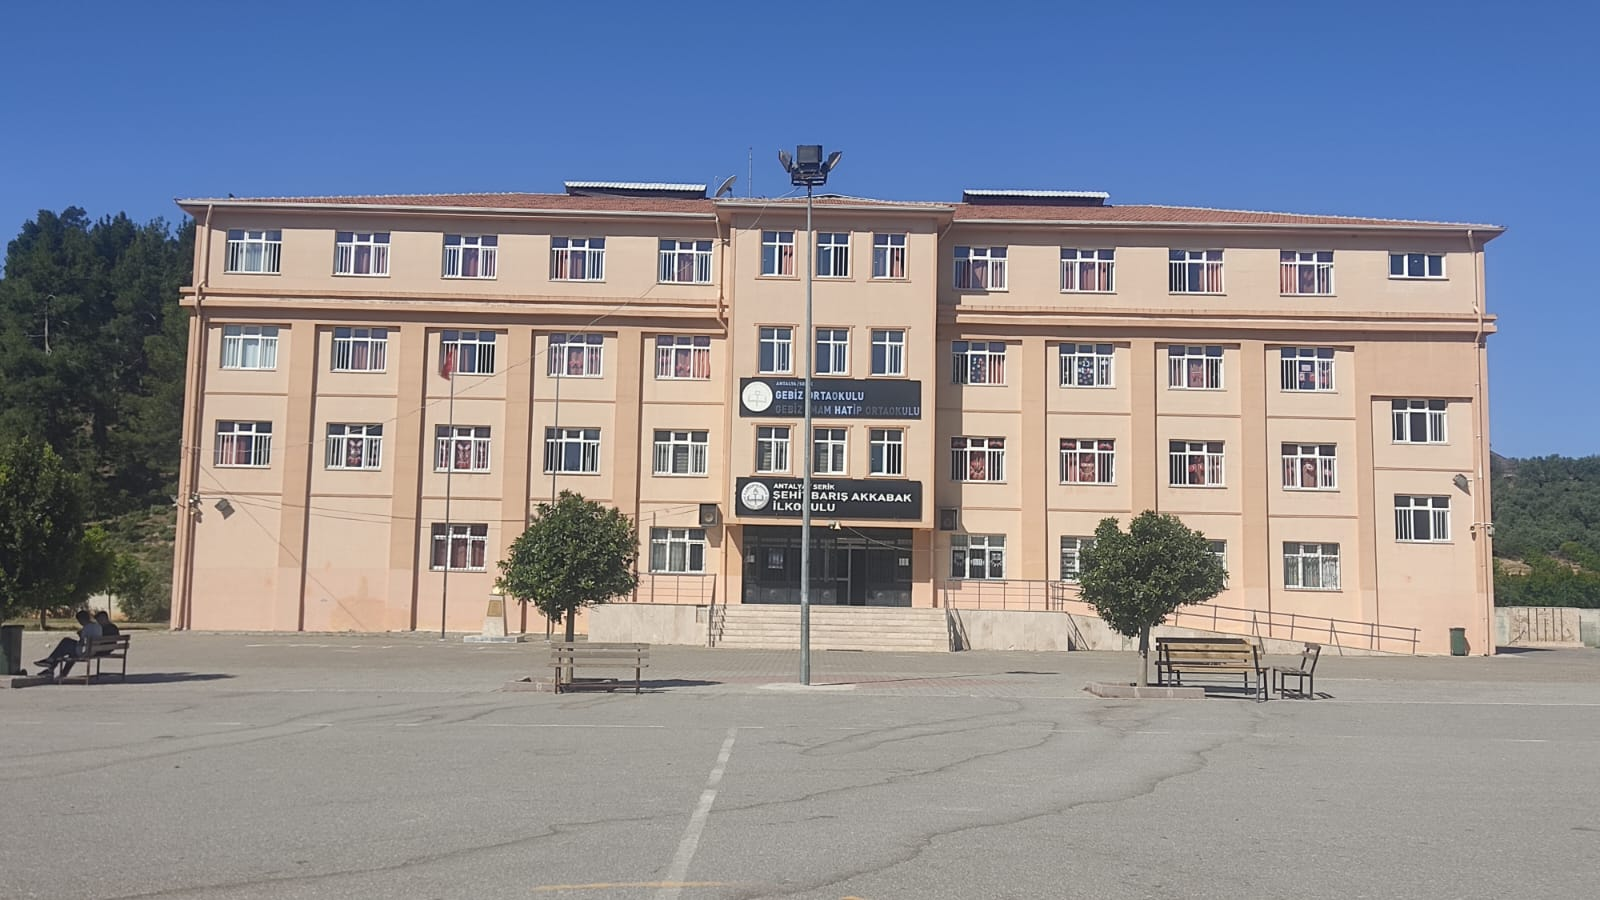 ANTALYA / SERİK
GEBİZ ORTAOKULU
GEBİZ İMAM HATİP ORTAOKULU
ANTALYA / SERİK
ŞEHİT BARIŞ AKKABAK
İLKOKULU